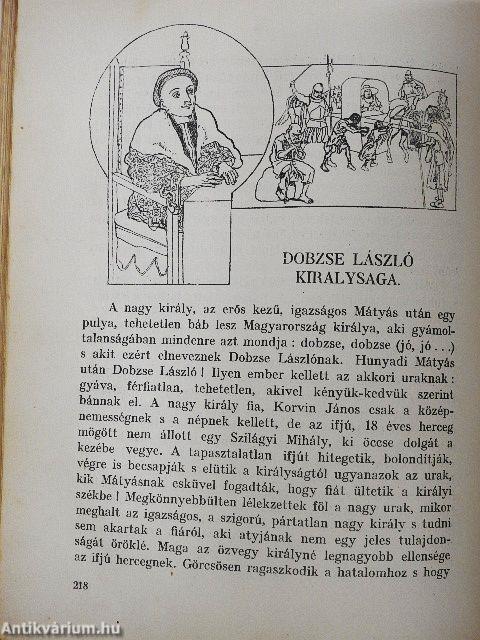 DOBZSE LÁSZLÓ
KIRALYSAGA.
A nagy király, az erős kezű, igazságos Mátyás után egy
pulya, tehetetlen báb lesz Magyarország királya, aki gyámol-
talanságában mindenre azt mondja : dobzse, dobzse (jó, jó . . .)
s akit ezért elneveznek Dobzse Lászlónak. Hunyadi Mátyás
után Dobzse László ! Ilyen ember kellett az akkori uraknak :
gyáva, férfiatlan, tehetetlen, akivel kényük-kedvük szerint
bánnak el. A nagy király fia, Korvin János csak a közép-
nemességnek s a népnek kellett, de az ifjú, 18 éves herceg
mögött nem állott egy Szilágyi Mihály, ki öccse dolgát a
kezébe vegye. A tapasztalatlan ifjút hitegetik, bolondítják,
végre is becsapják s elütik a királyságtól ugyanazok az urak,
kik Mátyásnak esküvel fogadták, hogy fiát ültetik a királyi
székbe ! Megkönnyebbülten lélekzettek föl a nagy urak, mikor
meghalt az igazságos, a szigorú, pártatlan nagy király s tudni
sem akartak a fiáról, aki atyjának nem egy jeles tulajdon-
ságát öröklé. Maga az özvegy királyné legnagyobb ellensége
az ifjú hercegnek. Görcsösen ragaszkodik a hatalomhoz s hogy
218
Antikvárium.hu